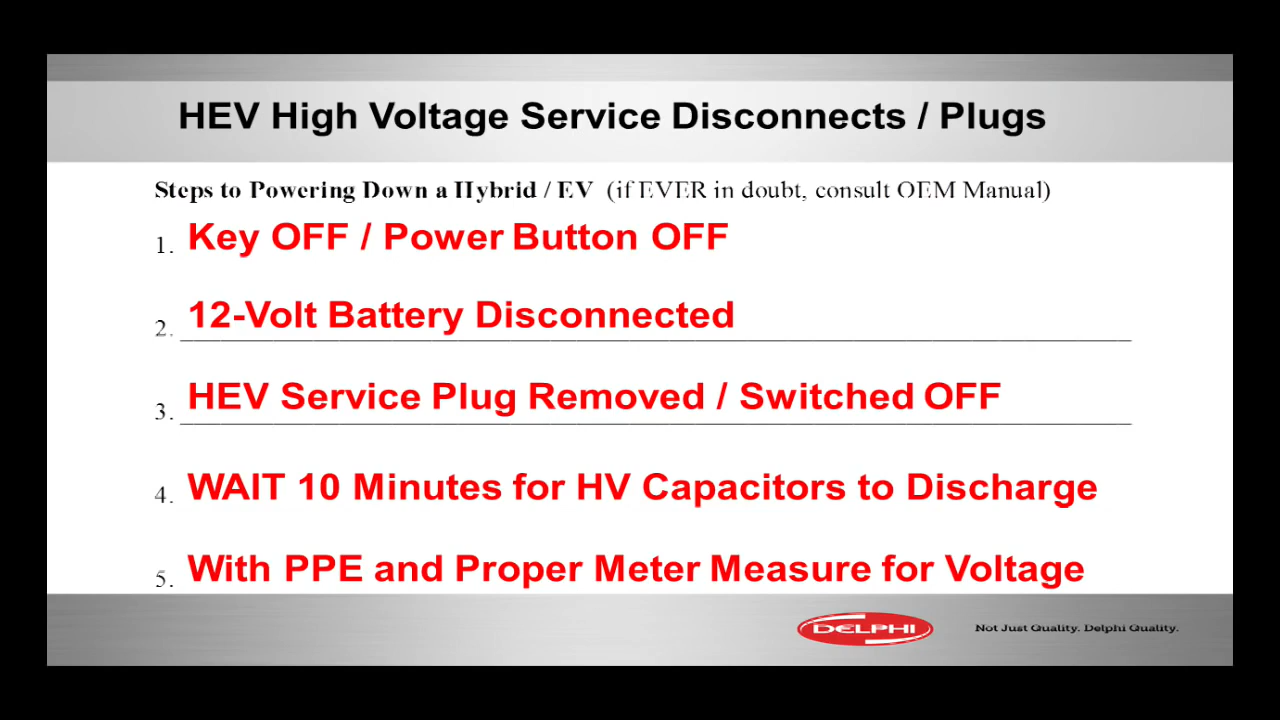 HEV High Voltage Service Disconnects / Plugs
Steps to Powering Down a Hybrid / EV (if EVER in doubt, consult OEM Manual)
1. Key OFF / Power Button OFF
2. 12-Volt Battery Disconnected
3. HEV Service Plug Removed / Switched OFF
4. WAIT 10 Minutes for HV Capacitors to Discharge
5. With PPE and Proper Meter Measure for Voltage
DELPHI Not Just Quality. Delphi Quality.